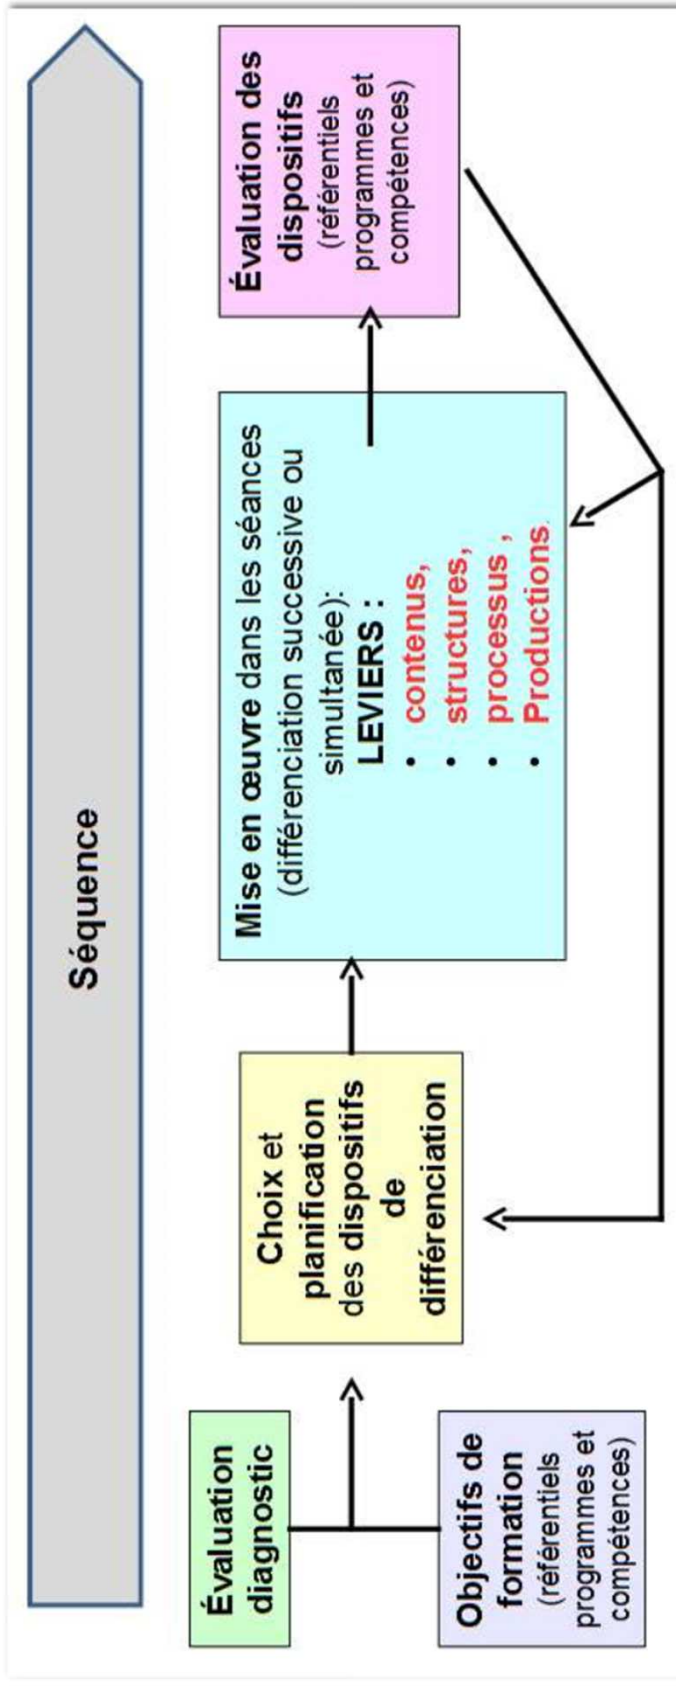 Séquence
Évaluation
diagnostic
Objectifs de
formation
(référentiels
programmes et
compétences)
Choix et
planification
des dispositifs
de
différenciation
Mise en œuvre dans les séances
(différenciation successive ou
simultanée):
LEVIERS :
• contenus,
• structures,
• processus ,
• Productions.
Évaluation des
dispositifs
(référentiels
programmes et
compétences)